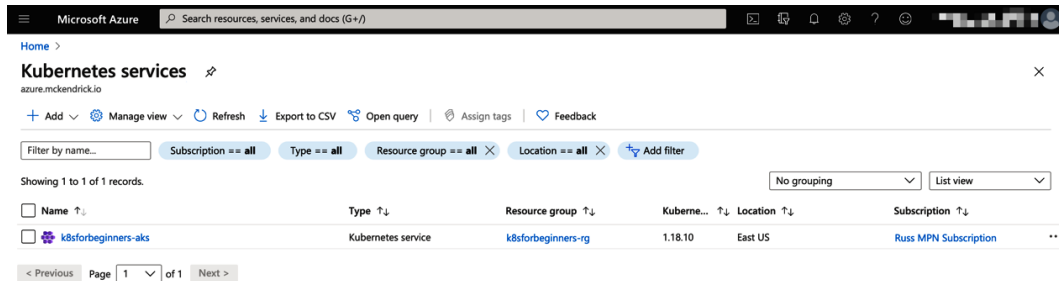 Microsoft Azure Search resources, services, and docs (G+/)
Home >
Kubernetes services
azure.mckendrick.io
Add Manage view Refresh Export to CSV Open query Assign tags Feedback
Filter by name... Subscription == all Type == all Resource group == all Location == all Add filter
Showing 1 to 1 of 1 records. No grouping List view
Name Type Resource group Kuberne... Location Subscription
k8sforbeginners-aks Kubernetes service k8sforbeginners-rg 1.18.10 East US Russ MPN Subscription
< Previous Page 1 of 1 Next >